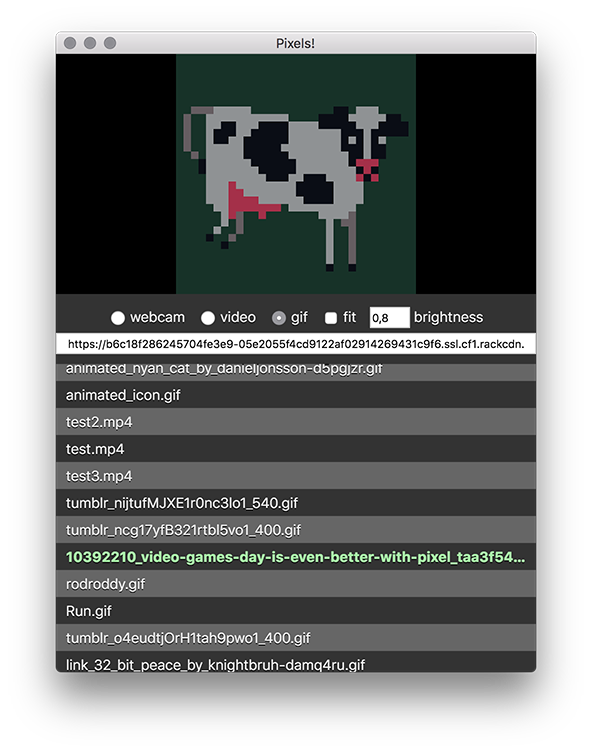 Pixels!
webcam video gif fit 0,8 brightness
https://b6c18f286245704fe3e9-05e2055f4cd9122af02914269431c9f6.ssl.cf1.rackcdn.
animated_nyan_cat_by_danieljonsson-d5pgjzr.gif
animated_icon.gif
test2.mp4
test.mp4
test3.mp4
tumblr_nijtufMJXE1r0nc3lo1_540.gif
tumblr_ncg17yfB321rtbl5vo1_400.gif
10392210_video-games-day-is-even-better-with-pixel_taa3f54...
rodroddy.gif
Run.gif
tumblr_o4eudtjOrH1tah9pwo1_400.gif
link_32_bit_peace_by_knightbruh-damq4ru.gif